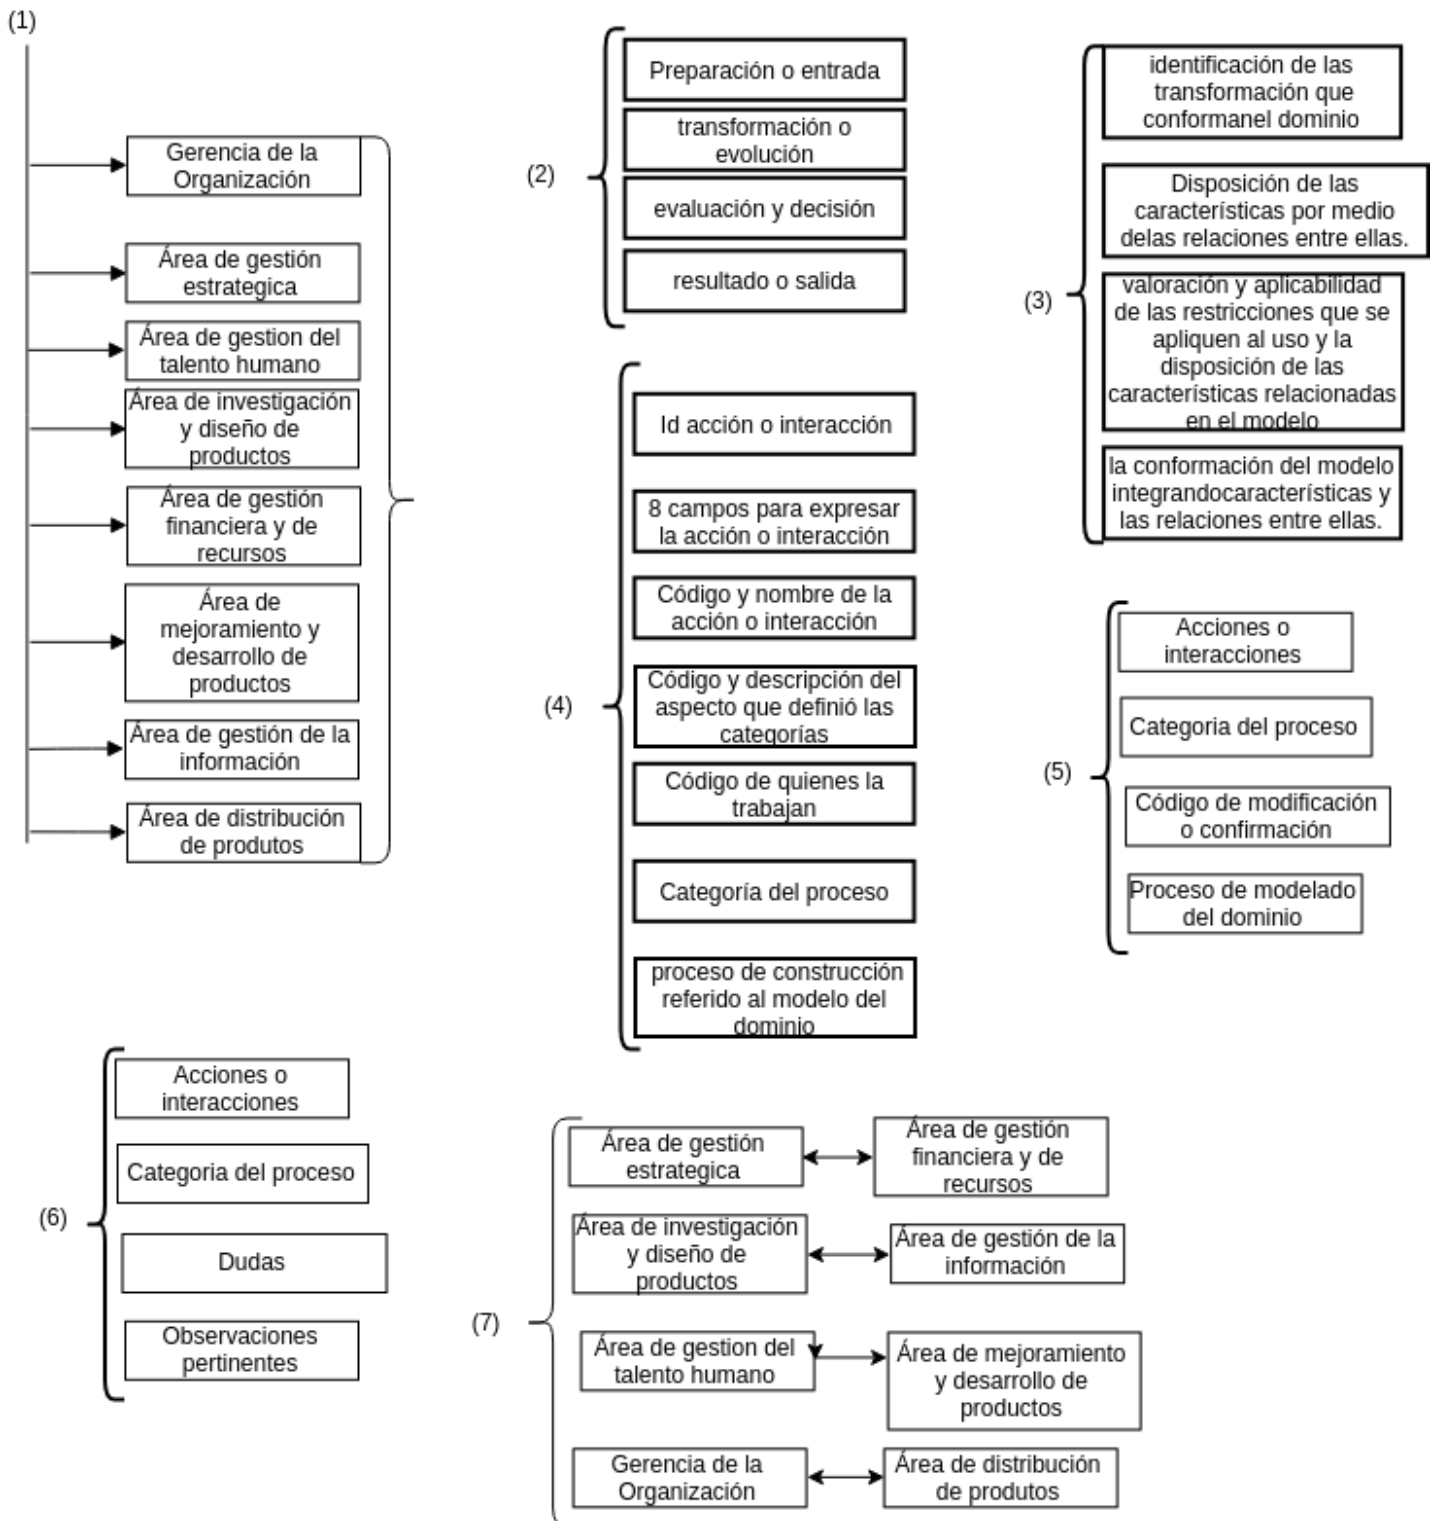 (1)
Gerencia de la
Organización
Área de gestión
estrategica
Área de gestion del
talento humano
Área de investigación
y diseño de
productos
Área de gestión
financiera y de
recursos
Área de
mejoramiento y
desarrollo de
productos
Área de gestión de la
información
Área de distribución
de produtos
(2)
Preparación o entrada
transformación o
evolución
evaluación y decisión
resultado o salida
(3)
identificación de las
transformación que
conformanel dominio
Disposición de las
características por medio
delas relaciones entre ellas.
valoración y aplicabilidad
de las restricciones que se
apliquen al uso y la
disposición de las
características relacionadas
en el modelo
la conformación del modelo
integrandocaracterísticas y
las relaciones entre ellas.
(4)
Id acción o interacción
8 campos para expresar
la acción o interacción
Código y nombre de la
acción o interacción
Código y descripción del
aspecto que definió las
categorías
Código de quienes la
trabajan
Categoría del proceso
proceso de construcción
referido al modelo del
dominio
(5)
Acciones o
interacciones
Categoria del proceso
Código de modificación
o confirmación
Proceso de modelado
del dominio
(6)
Acciones o
interacciones
Categoria del proceso
Dudas
Observaciones
pertinentes
(7)
Área de gestión
estrategica
Área de gestión
financiera y de
recursos
Área de investigación
y diseño de
productos
Área de gestión de la
información
Área de gestion del
talento humano
Área de mejoramiento
y desarrollo de
productos
Gerencia de la
Organización
Área de distribución
de produtos